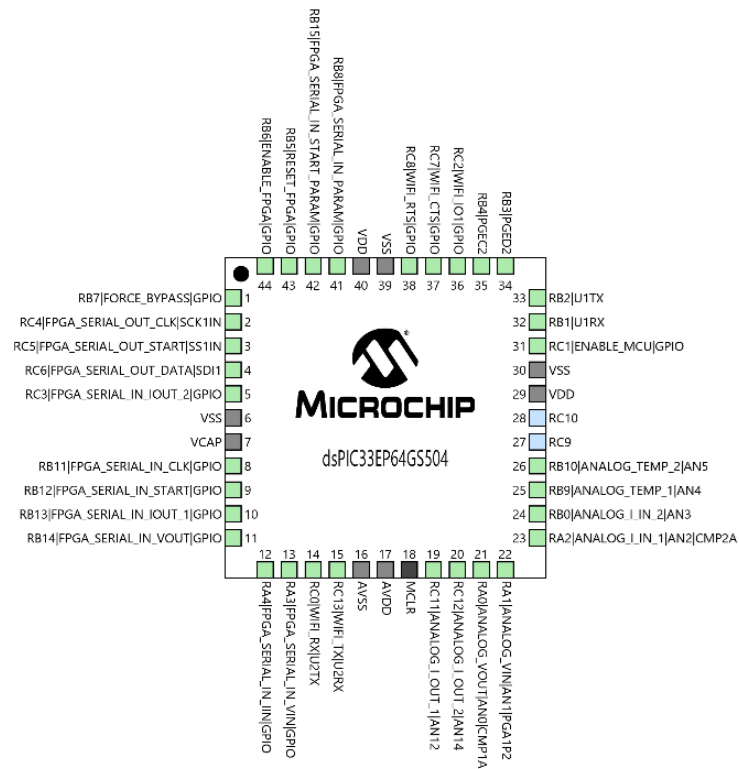 RB6|ENABLE_FPGA|GPIO
RB5|RESET_FPGA|GPIO
RB15|FPGA_SERIAL_IN_START_PARAM|GPIO
RB8|FPGA_SERIAL_IN_PARAM|GPIO
VDD
VSS
RC8|WIFI_RTS|GPIO
RC7|WIFI_CTS|GPIO
RC2|WIFI_IO1|GPIO
RB4|PGEC2
RB3|PGED2
44 43 42 41 40 39 38 37 36 35 34
RB7|FORCE_BYPASS|GPIO 1
RC4|FPGA_SERIAL_OUT_CLK|SCK1IN 2
RC5|FPGA_SERIAL_OUT_START|SS1IN 3
RC6|FPGA_SERIAL_OUT_DATA|SDI1 4
RC3|FPGA_SERIAL_IN_IOUT_2|GPIO 5
VSS 6
VCAP 7
RB11|FPGA_SERIAL_IN_CLK|GPIO 8
RB12|FPGA_SERIAL_IN_START|GPIO 9
RB13|FPGA_SERIAL_IN_IOUT_1|GPIO 10
RB14|FPGA_SERIAL_IN_VOUT|GPIO 11
MICROCHIP
dsPIC33EP64GS504
33 RB2|U1TX
32 RB1|U1RX
31 RC1|ENABLE_MCU|GPIO
30 VSS
29 VDD
28 RC10
27 RC9
26 RB10|ANALOG_TEMP_2|AN5
25 RB9|ANALOG_TEMP_1|AN4
24 RB0|ANALOG_I_IN_2|AN3
23 RA2|ANALOG_I_IN_1|AN2|CMP2A
12 13 14 15 16 17 18 19 20 21 22
RA4|FPGA_SERIAL_IN_IIN|GPIO
RA3|FPGA_SERIAL_IN_VIN|GPIO
RC0|WIFI_RX|U2TX
RC13|WIFI_TX|U2RX
AVSS
AVDD
MCLR
RC11|ANALOG_I_OUT_1|AN12
RC12|ANALOG_I_OUT_2|AN14
RA0|ANALOG_VOUT|AN0|CMP1A
RA1|ANALOG_VIN|AN1|PGA1P2